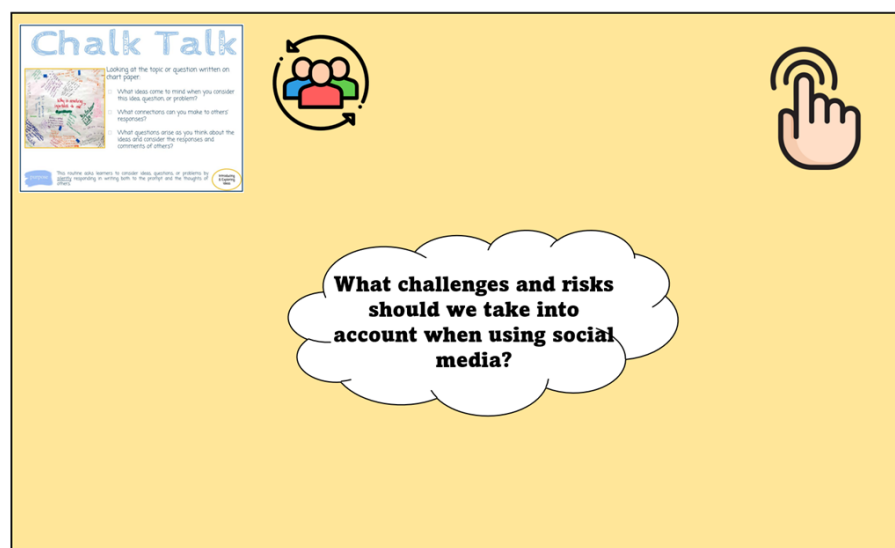 Chalk Talk
Looking at the topic or question written on
chart paper:
What ideas come to mind when you consider
this idea, question, or problem?
What connections can you make to others'
responses?
What questions arise as you think about the
ideas and consider the responses and
comments of others?
This routine asks learners to consider ideas, questions, or problems by
silently responding in writing both to the prompt and the thoughts of
others.
Introducing
& Exploring
Ideas
What challenges and risks
should we take into
account when using social
media?